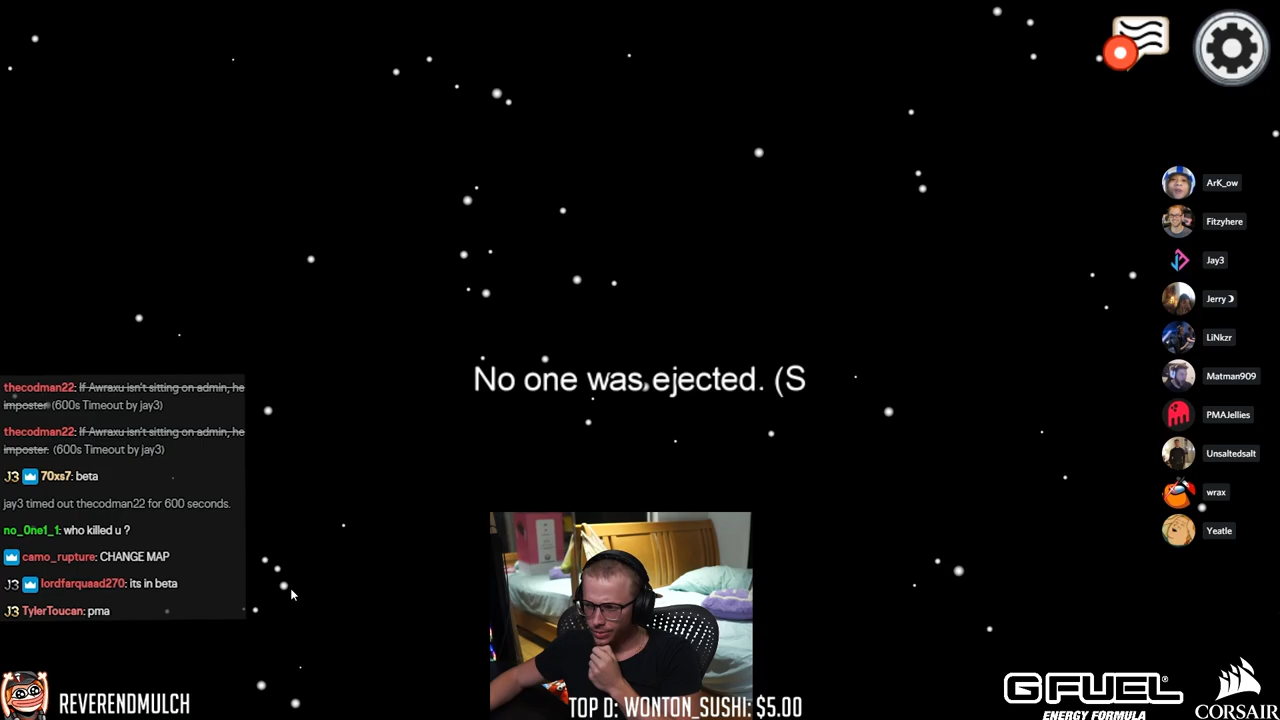 ArK_ow
Fitzyhere
Jay3
Jerry☽
LiNkzr
Matman909
PMAJellies
Unsaltedsalt
wrax
Yeatle
No one was ejected. (S
thecodman22: If Awraxu isn't sitting on admin, he
imposter (600s Timeout by jay3)
thecodman22: If Awraxu isn't sitting on admin, he
imposter. (600s Timeout by jay3)
J3 70xs7: beta
jay3 timed out thecodman22 for 600 seconds.
no_0ne1_1: who killed u ?
camo_rupture: CHANGE MAP
J3 lordfarquaad270: its in beta
J3 TylerToucan: pma
REVERENDMULCH
TOP D: WONTON_SUSHI: $5.00
G FUEL®
ENERGY FORMULA
CORSAIR